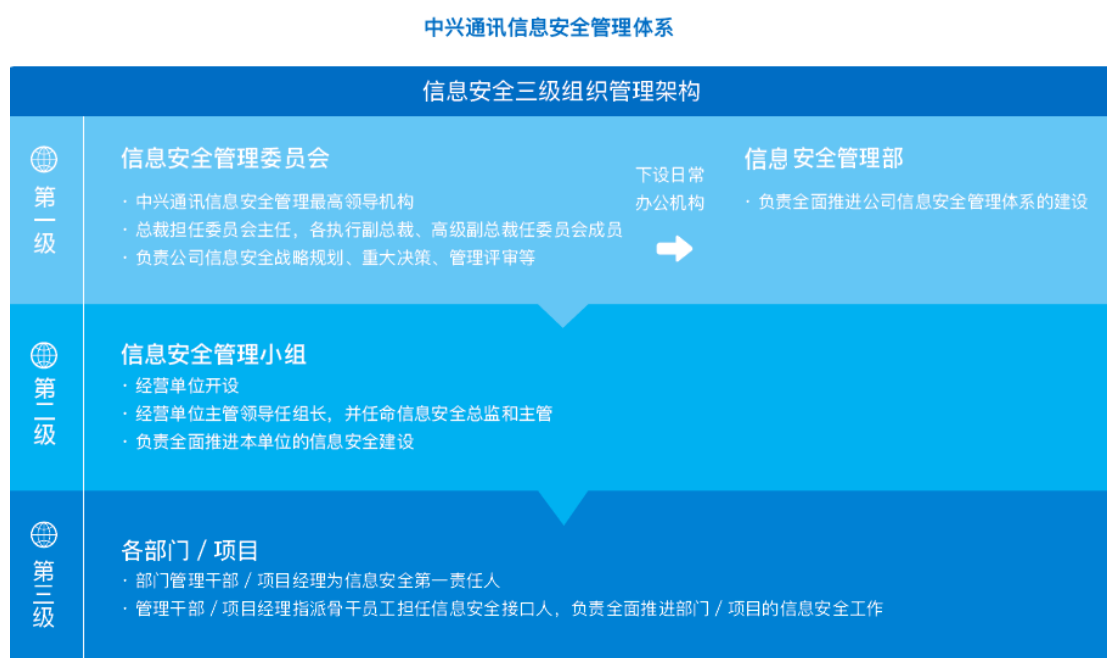 中兴通讯信息安全管理体系
信息安全三级组织管理架构
第一级
信息安全管理委员会
· 中兴通讯信息安全管理最高领导机构
· 总裁担任委员会主任，各执行副总裁、高级副总裁任委员会成员
· 负责公司信息安全战略规划、重大决策、管理评审等
下设日常
办公机构
信息安全管理部
· 负责全面推进公司信息安全管理体系的建设
第二级
信息安全管理小组
· 经营单位开设
· 经营单位主管领导任组长，并任命信息安全总监和主管
· 负责全面推进本单位的信息安全建设
第三级
各部门 / 项目
· 部门管理干部 / 项目经理为信息安全第一责任人
· 管理干部 / 项目经理指派骨干员工担任信息安全接口人，负责全面推进部门 / 项目的信息安全工作